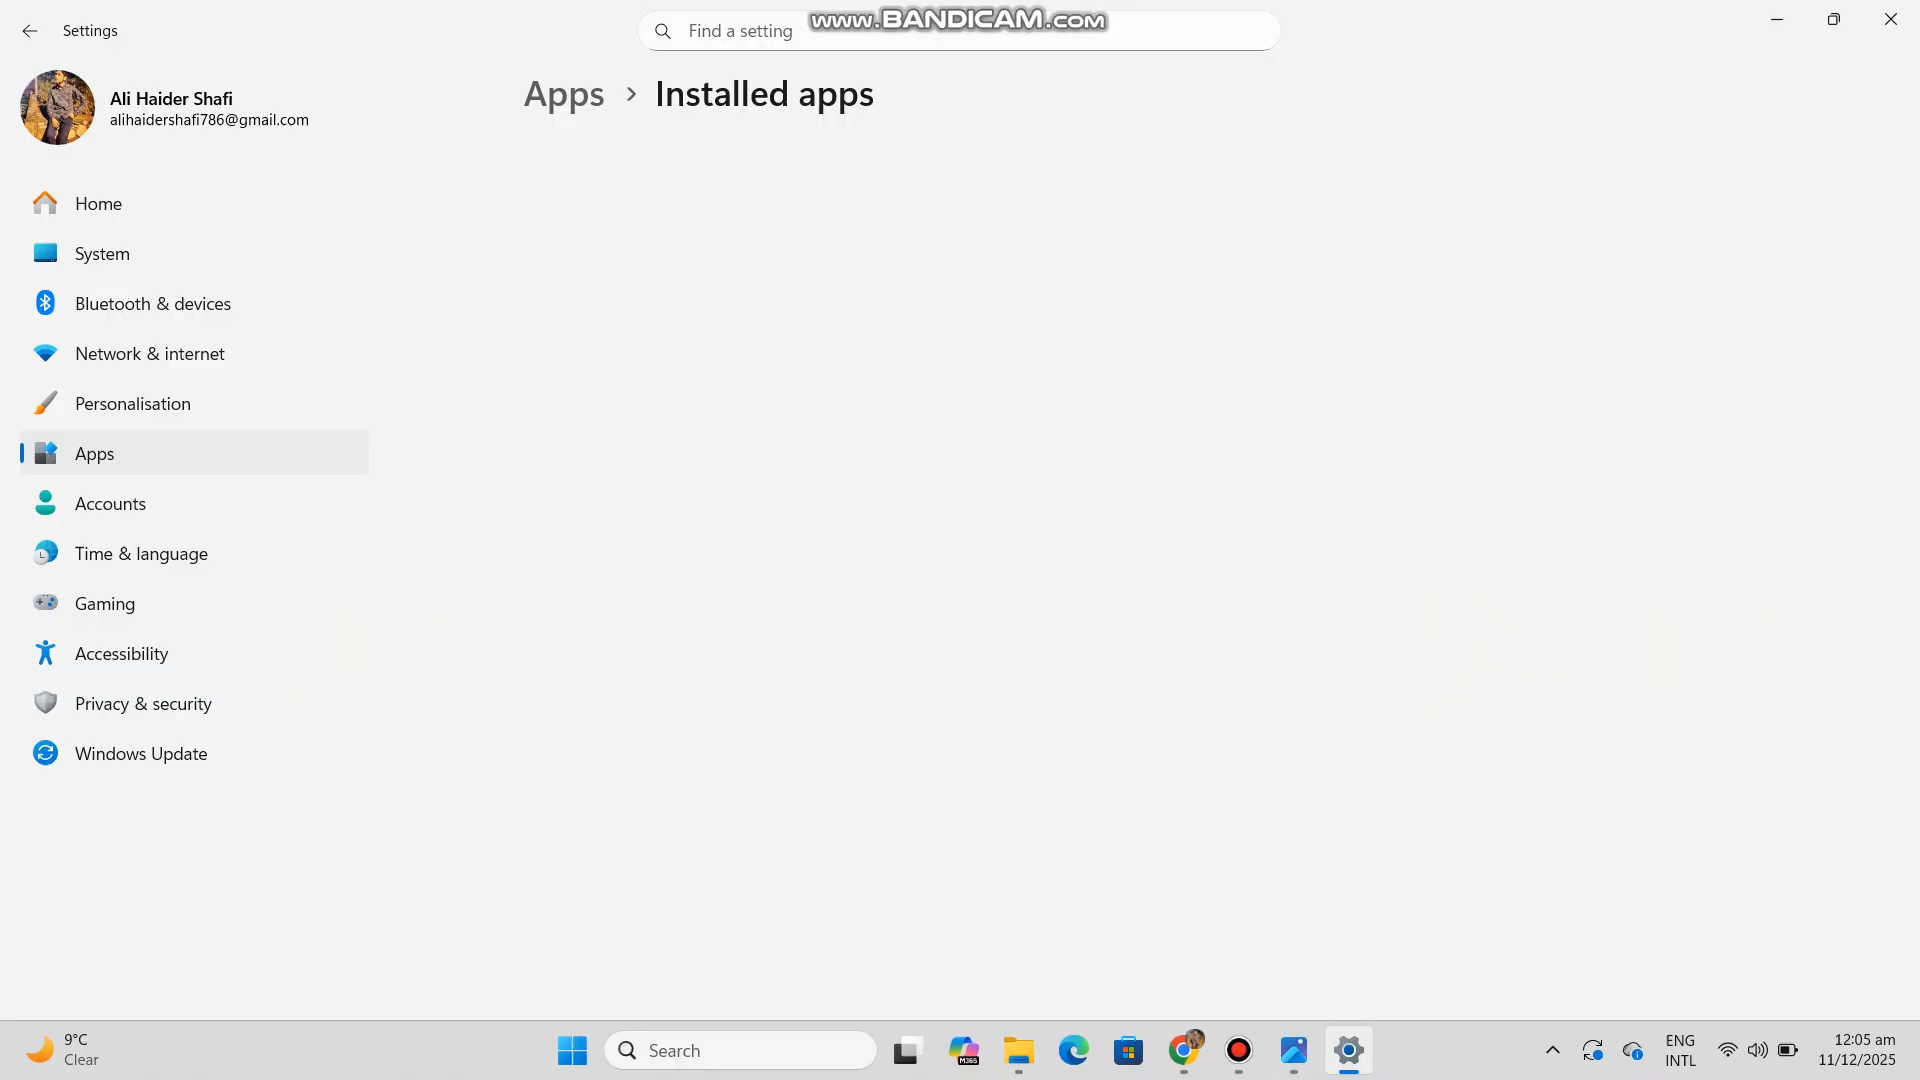 Settings
Find a setting
www.BANDICAM.com
Ali Haider Shafi
alihaidershafi786@gmail.com
Apps > Installed apps
Home
System
Bluetooth & devices
Network & internet
Personalisation
Apps
Accounts
Time & language
Gaming
Accessibility
Privacy & security
Windows Update
9°C
Clear
Search
M365
ENG
INTL
12:05 am
11/12/2025